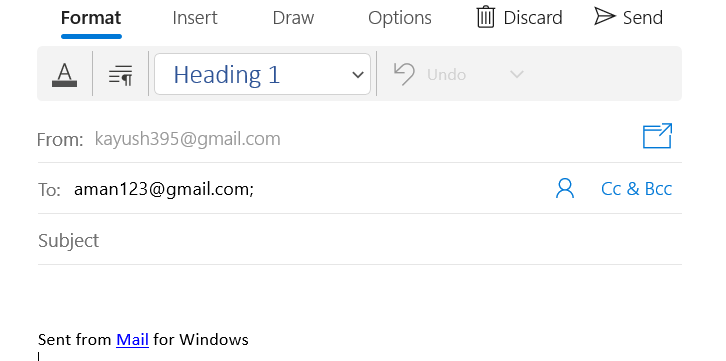 Format Insert Draw Options Discard Send
A Heading 1 Undo
From: kayush395@gmail.com
To: aman123@gmail.com; Cc & Bcc
Subject
Sent from Mail for Windows